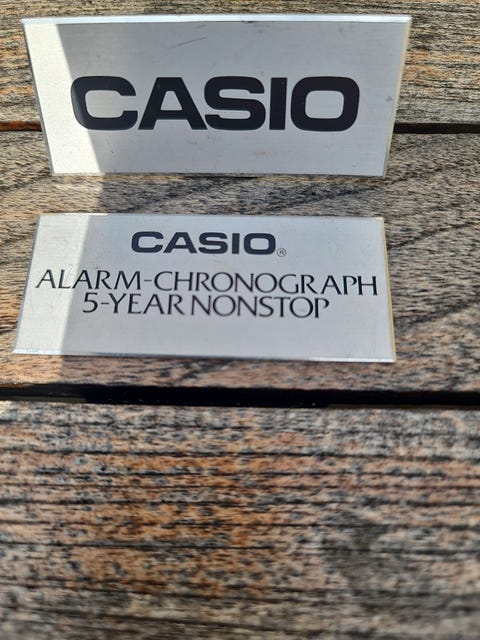 CASIO
CASIO®
ALARM-CHRONOGRAPH
5-YEAR NONSTOP